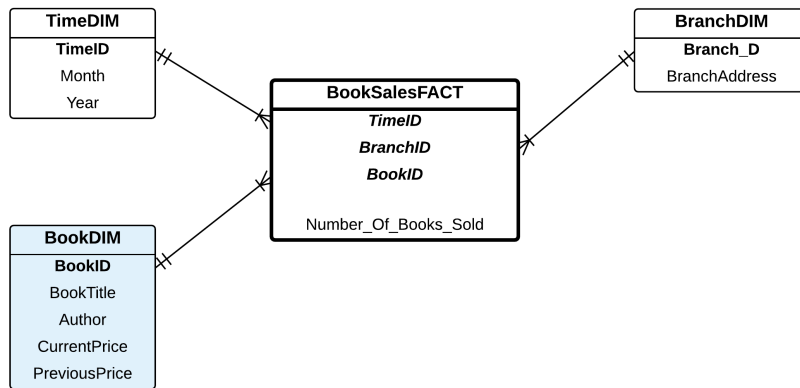 TimeDIM
TimeID
Month
Year
BookSalesFACT
TimeID
BranchID
BookID
Number_Of_Books_Sold
BranchDIM
Branch_D
BranchAddress
BookDIM
BookID
BookTitle
Author
CurrentPrice
PreviousPrice